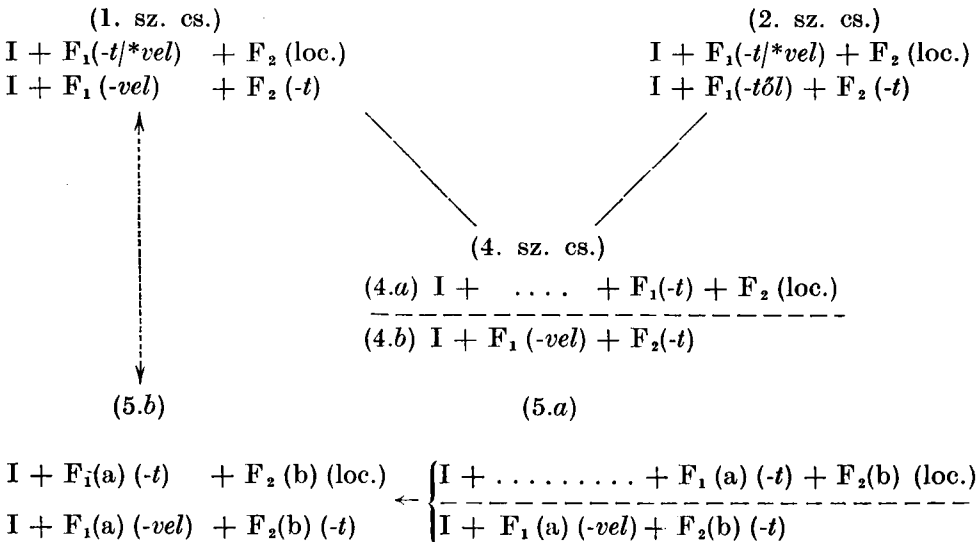 (1. sz. cs.) (2. sz. cs.)
I + F₁(-t/*vel) + F₂ (loc.) I + F₁(-t/*vel) + F₂ (loc.)
I + F₁ (-vel) + F₂ (-t) I + F₁(-től) + F₂ (-t)
(4. sz. cs.)
(4.a) I + .... + F₁(-t) + F₂ (loc.)
(4.b) I + F₁ (-vel) + F₂(-t)
(5.b) (5.a)
I + F₁(a) (-t) + F₂ (b) (loc.) ← { I + ......... + F₁ (a) (-t) + F₂(b) (loc.)
I + F₁(a) (-vel) + F₂(b) (-t) I + F₁ (a) (-vel) + F₂(b) (-t)